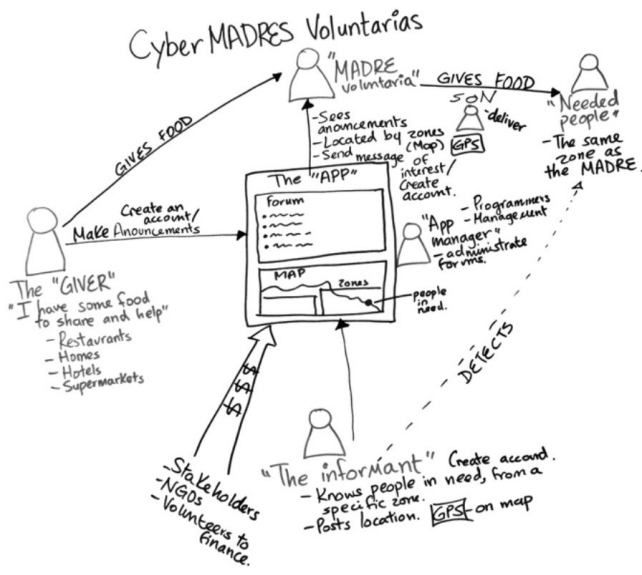 CyberMADRES Voluntarias
"MADRE
voluntaria"
GIVES FOOD
"Needed
people"
- The same
zone as
the MADRE.
SON
- deliver
GPS
- Sees
anouncements
- Located by zones
(Map)
- Send message
of
interest/
Create
account.
GIVES FOOD
The "APP"
Forum
MAP
zones
people
in
need.
"App
manager"
- Programmers
- Management
- administrate
forums.
Create an
account/
Make Anouncements
The "GIVER"
"I have some food
to share and help"
- Restaurants
- Homes
- Hotels
- Supermarkets
DETECTS
$
$
$
- Stakeholders
- NGOs
- Volunteers to
finance.
"The informant" Create accound.
- Knows people in need, from a
specific zone.
- Posts location. GPS - on map